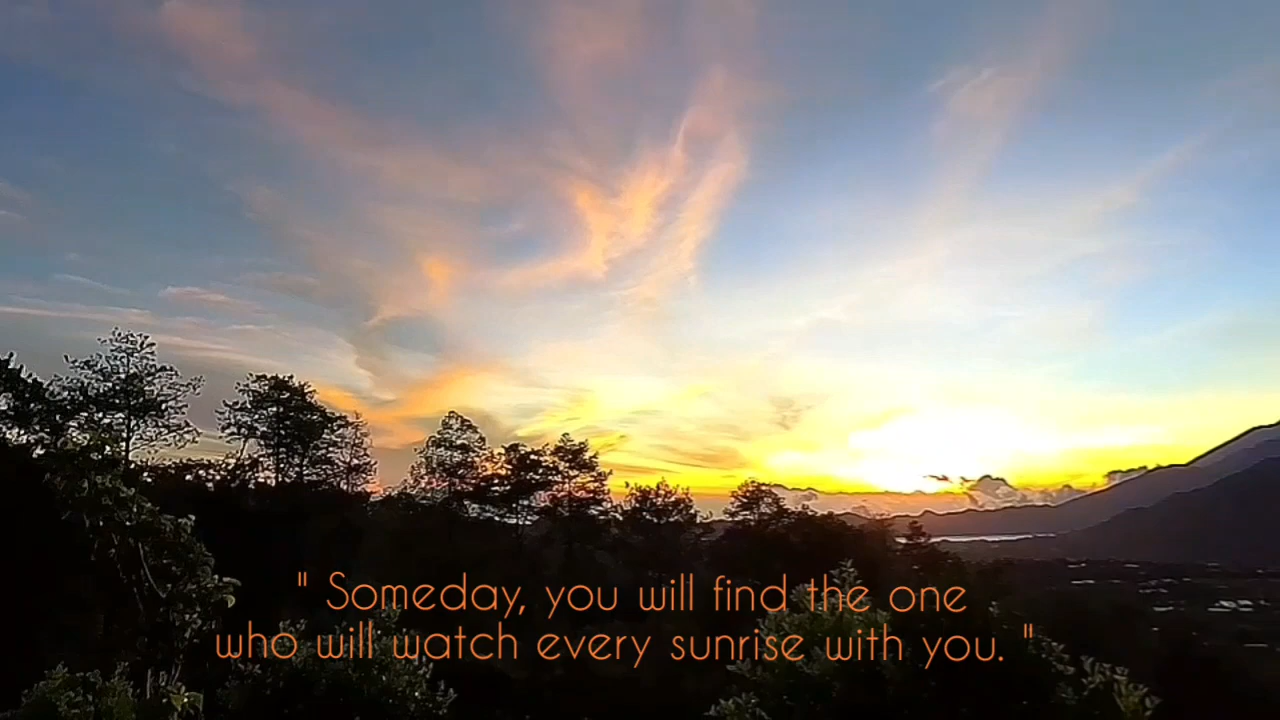 " Someday, you will find the one
who will watch every sunrise with you. "